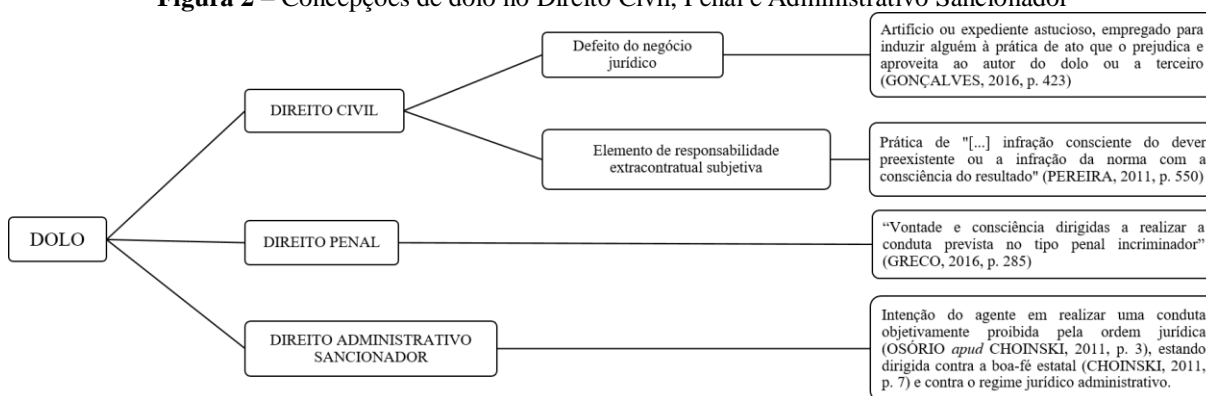 Figura 2 – Concepções de dolo no Direito Civil, Penal e Administrativo Sancionador
Defeito do negócio
jurídico
Artifício ou expediente astucioso, empregado para
induzir alguém à prática de ato que o prejudica e
aproveita ao autor do dolo ou a terceiro
(GONÇALVES, 2016, p. 423)
DIREITO CIVIL
Elemento de responsabilidade
extracontratual subjetiva
Prática de "[...] infração consciente do dever
preexistente ou a infração da norma com a
consciência do resultado" (PEREIRA, 2011, p. 550)
DOLO
DIREITO PENAL
“Vontade e consciência dirigidas a realizar a
conduta prevista no tipo penal incriminador”
(GRECO, 2016, p. 285)
DIREITO ADMINISTRATIVO
SANCIONADOR
Intenção do agente em realizar uma conduta
objetivamente proibida pela ordem jurídica
(OSÓRIO apud CHOINSKI, 2011, p. 3), estando
dirigida contra a boa-fé estatal (CHOINSKI, 2011,
p. 7) e contra o regime jurídico administrativo.